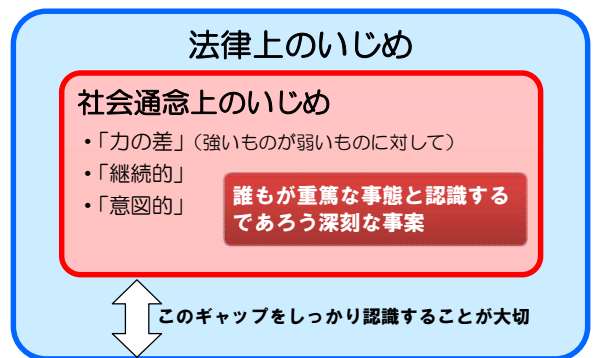 法律上のいじめ
社会通念上のいじめ
・「力の差」（強いものが弱いものに対して）
・「継続的」
・「意図的」
誰もが重篤な事態と認識する
であろう深刻な事案
このギャップをしっかり認識することが大切